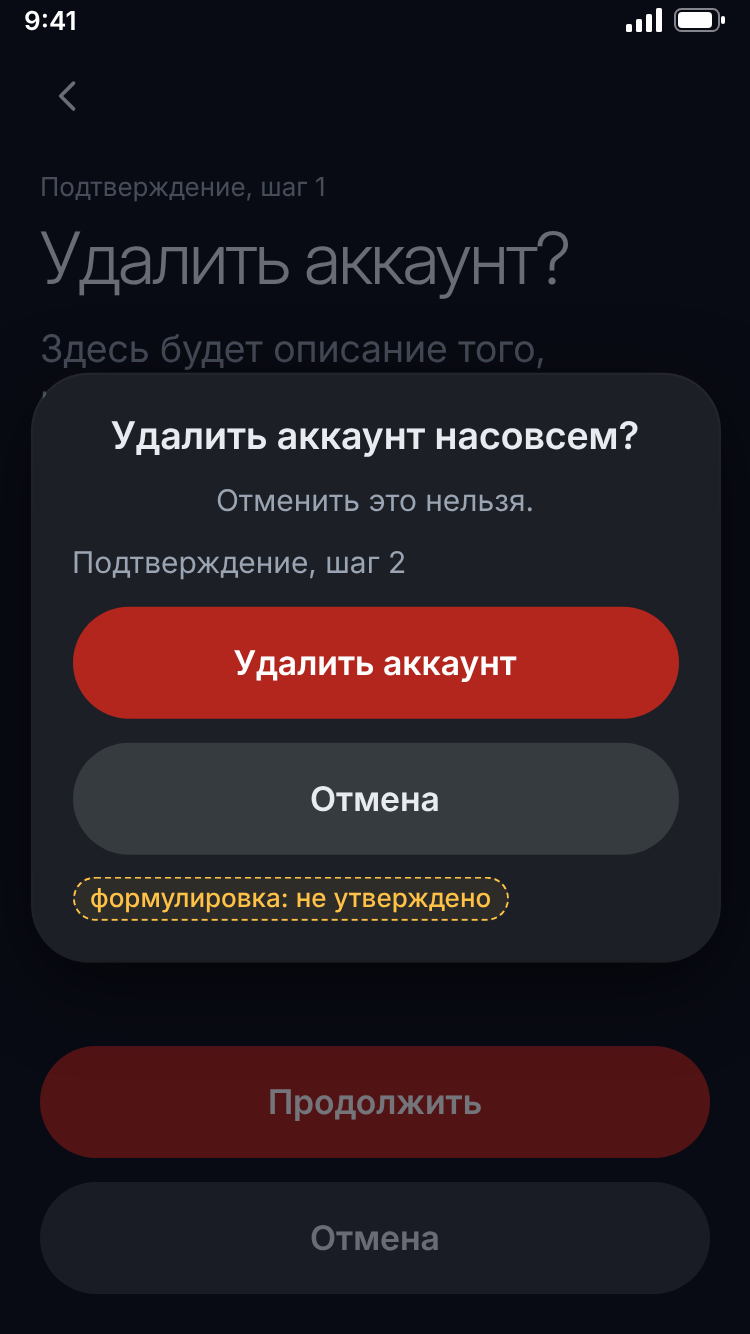 9:41
Подтверждение, шаг 1
Удалить аккаунт?
Здесь будет описание того,
Удалить аккаунт насовсем?
Отменить это нельзя.
Подтверждение, шаг 2
Удалить аккаунт
Отмена
формулировка: не утверждено
Продолжить
Отмена